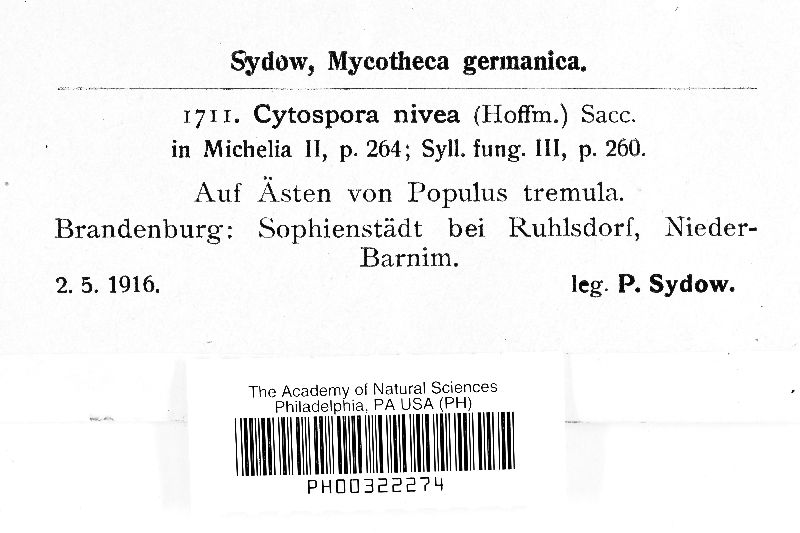 Sydow, Mycotheca germanica.
1711. Cytospora nivea (Hoffm.) Sacc.
in Michelia II, p. 264; Syll. fung. III, p. 260.
Auf Ästen von Populus tremula.
Brandenburg: Sophienstädt bei Ruhlsdorf, Nieder-
Barnim.
2. 5. 1916. leg. P. Sydow.
The Academy of Natural Sciences
Philadelphia, PA USA (PH)
PH00322274